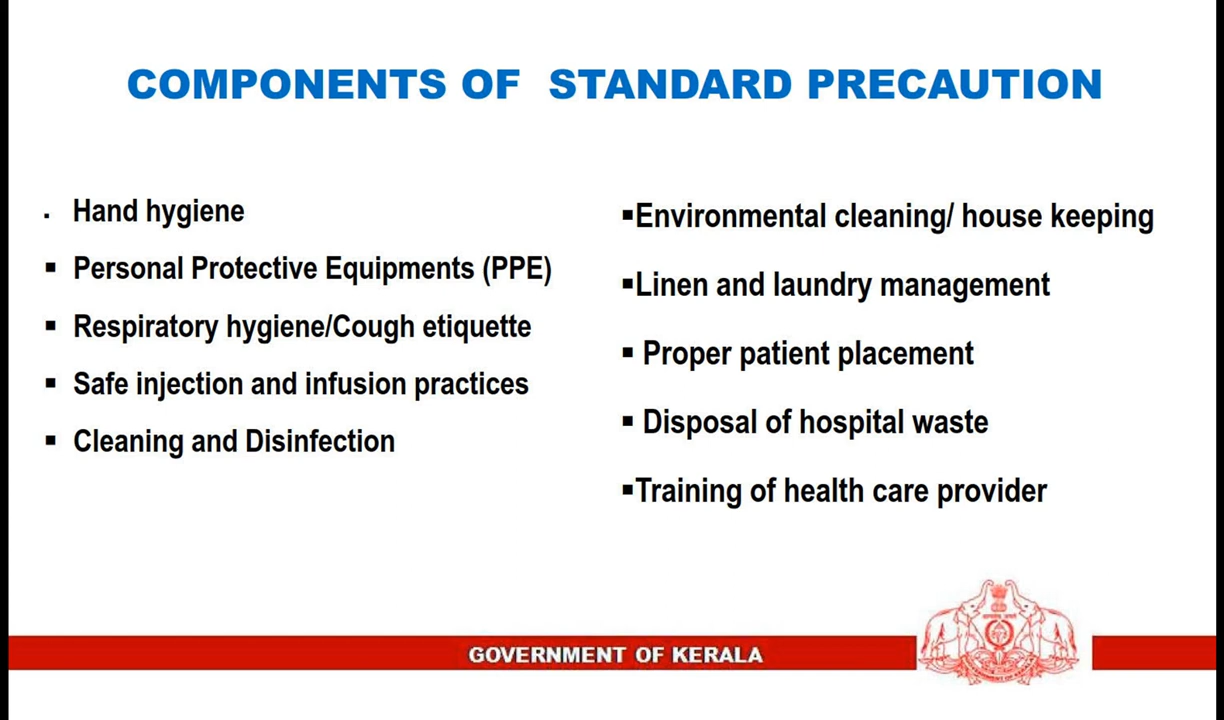 COMPONENTS OF STANDARD PRECAUTION
▪ Hand hygiene
▪ Personal Protective Equipments (PPE)
▪ Respiratory hygiene/Cough etiquette
▪ Safe injection and infusion practices
▪ Cleaning and Disinfection
▪Environmental cleaning/ house keeping
▪Linen and laundry management
▪ Proper patient placement
▪ Disposal of hospital waste
▪Training of health care provider
GOVERNMENT OF KERALA